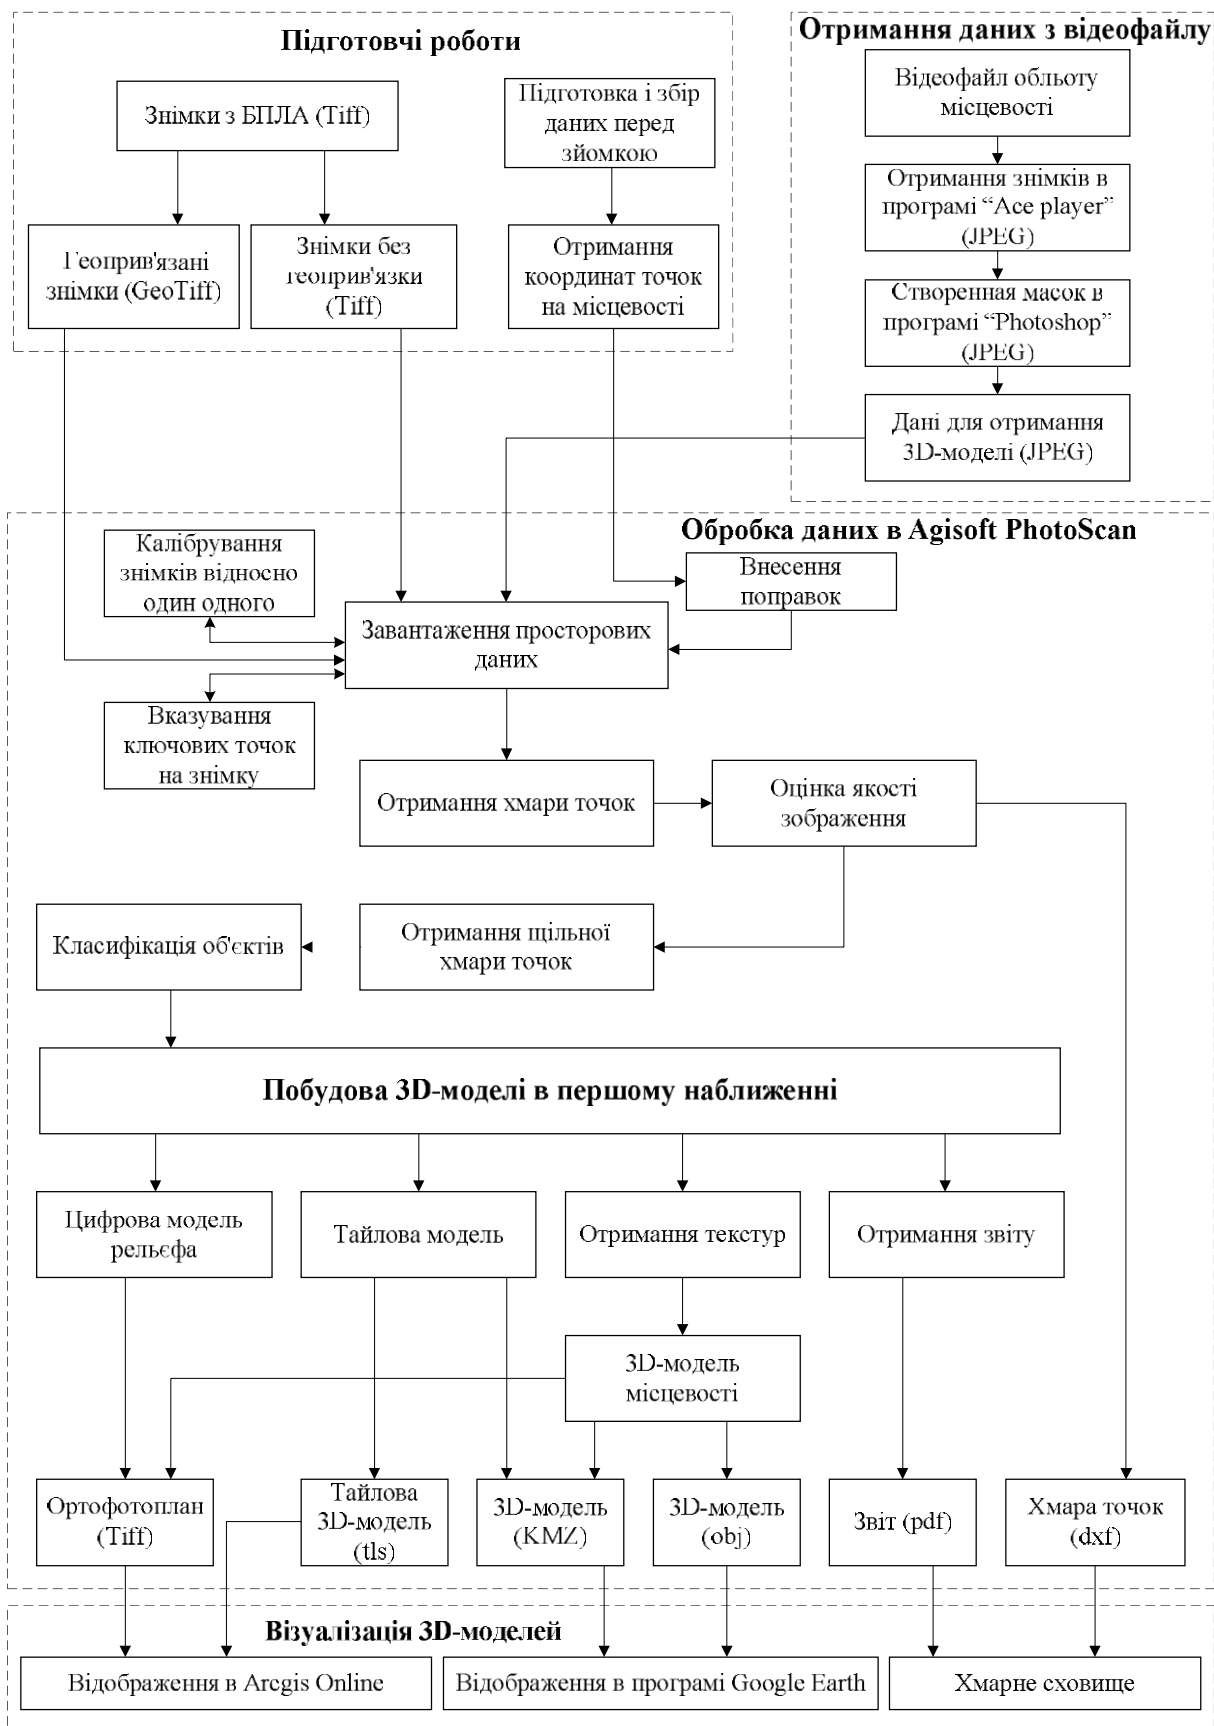 Підготовчі роботи
Знімки з БПЛА (Tiff)
Підготовка і збір
даних перед
зйомкою
Геоприв'язані
знімки (GeoTiff)
Знімки без
геоприв'язки
(Tiff)
Отримання
координат точок
на місцевості
Отримання даних з відеофайлу
Відеофайл обльоту
місцевості
Отримання знімків в
програмі “Ace player”
(JPEG)
Створенная масок в
програмі “Photoshop”
(JPEG)
Дані для отримання
3D-моделі (JPEG)
Обробка даних в Agisoft PhotoScan
Калібрування
знімків відносно
один одного
Внесення
поправок
Завантаження просторових
даних
Вказування
ключових точок
на знімку
Отримання хмари точок
Оцінка якості
зображення
Класифікація об'єктів
Отримання щільної
хмари точок
Побудова 3D-моделі в першому наближенні
Цифрова модель
рельєфа
Тайлова модель
Отримання текстур
Отримання звіту
3D-модель
місцевості
Ортофотоплан
(Tiff)
Тайлова
3D-модель
(tls)
3D-модель
(KMZ)
3D-модель
(obj)
Звіт (pdf)
Хмара точок
(dxf)
Візуалізація 3D-моделей
Відображення в Arcgis Online
Відображення в програмі Google Earth
Хмарне сховище